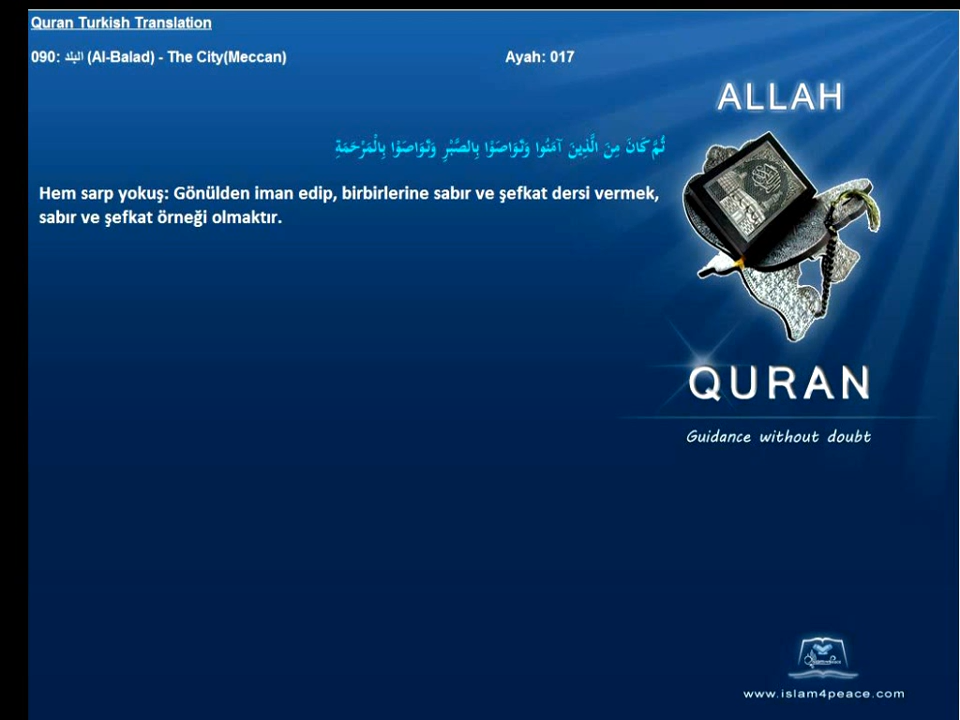 Quran Turkish Translation
090: البلد (Al-Balad) - The City(Meccan) Ayah: 017
ALLAH
ثُمَّ كَانَ مِنَ الَّذِينَ آمَنُوا وَتَوَاصَوْا بِالصَّبْرِ وَتَوَاصَوْا بِالْمَرْحَمَةِ
Hem sarp yokuş: Gönülden iman edip, birbirlerine sabır ve şefkat dersi vermek,
sabır ve şefkat örneği olmaktır.
QURAN
Guidance without doubt
www.islam4peace.com